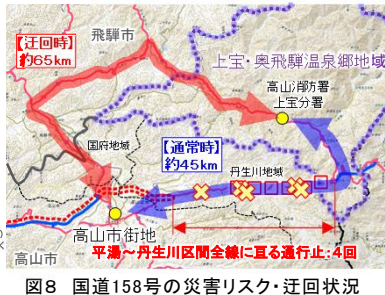 【迂回時】
約65km
飛騨市
上宝・奥飛騨温泉郷地域
高山消防署
上宝分署
国府地域
【通常時】
約45km
丹生川地域
高山市街地
平湯～丹生川区間全線に亘る通行止:4回
高山市
図8 国道158号の災害リスク・迂回状況